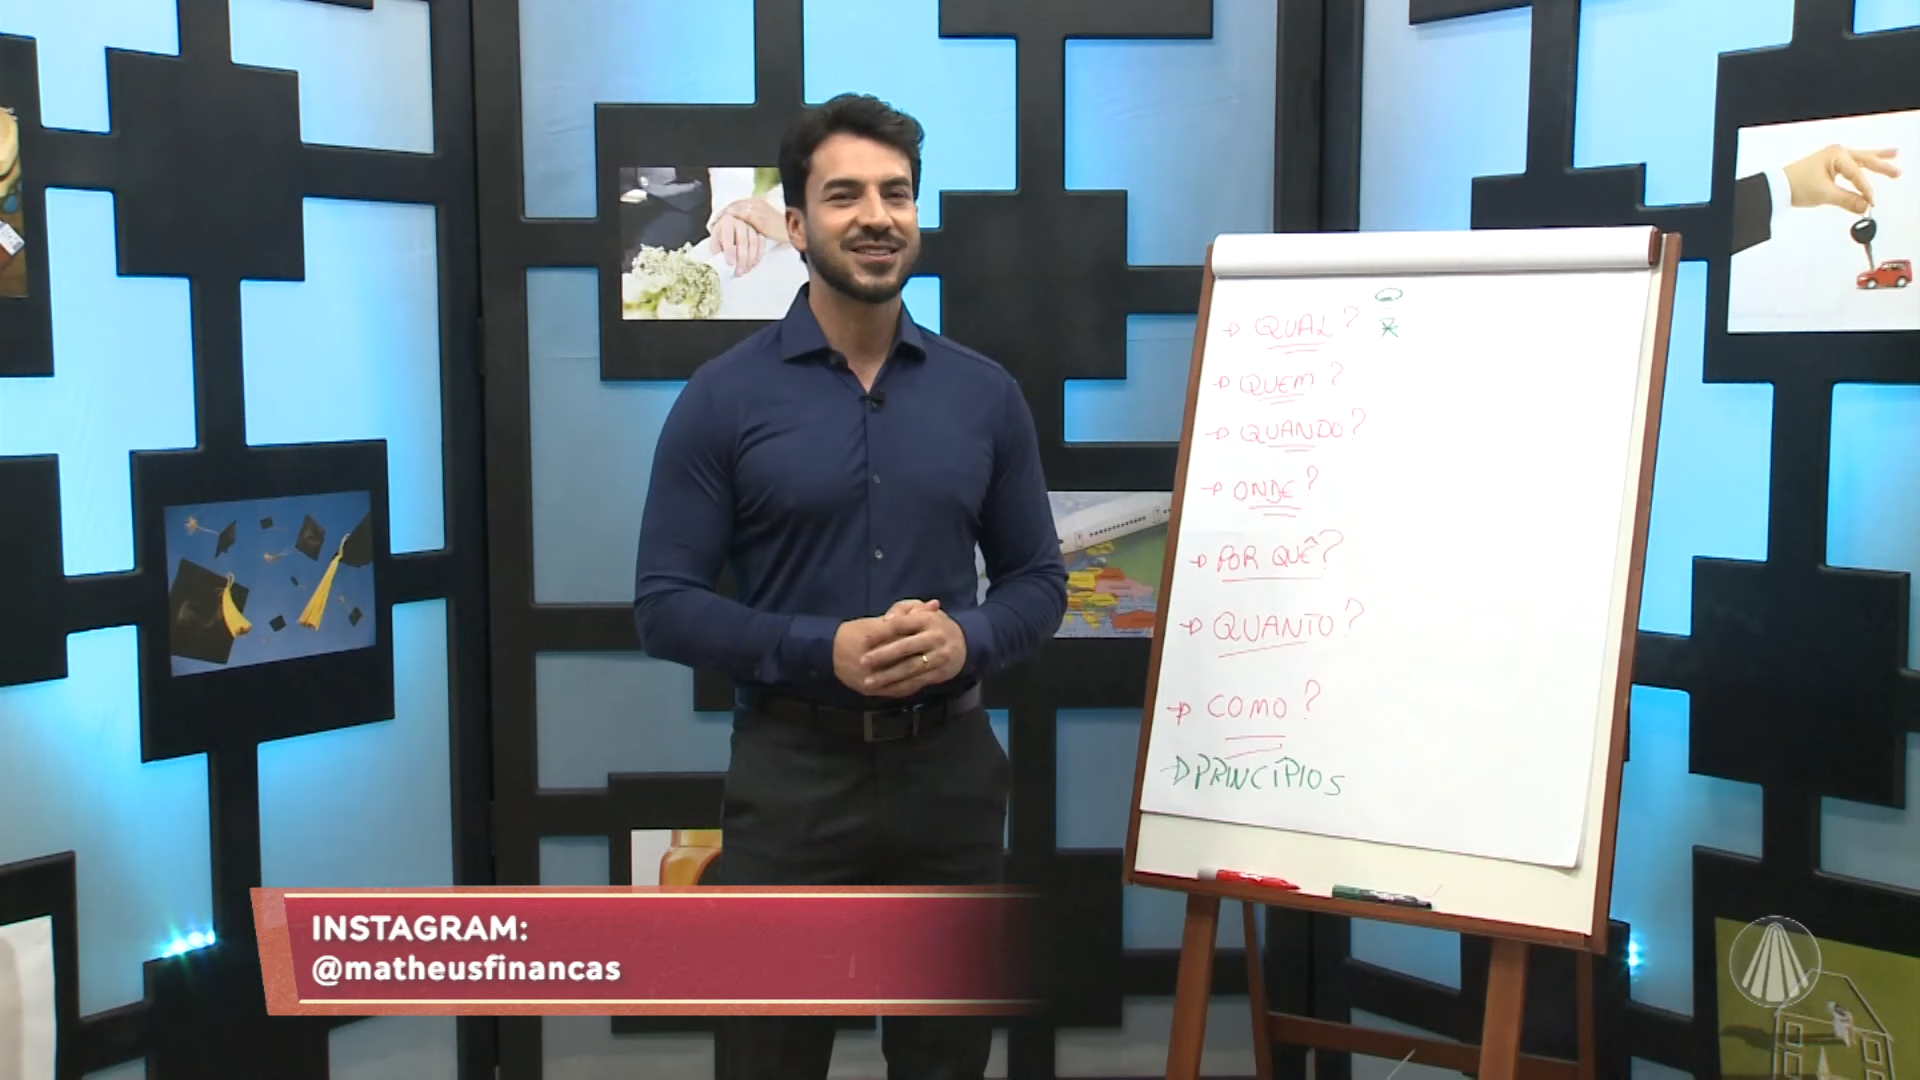 QUAL?
QUEM?
QUANDO?
ONDE?
POR QUÊ?
QUANTO?
COMO?
PRINCÍPIOS
INSTAGRAM:
@matheusfinancas